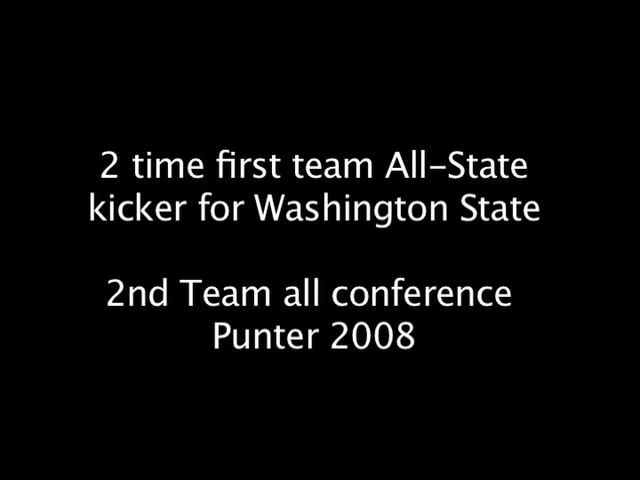 2 time first team All-State
kicker for Washington State
2nd Team all conference
Punter 2008